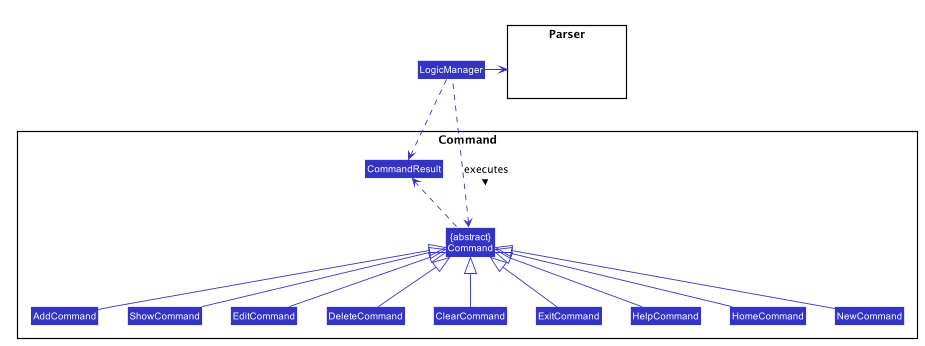 Parser
LogicManager
Command
CommandResult
executes
{abstract}
Command
AddCommand
ShowCommand
EditCommand
DeleteCommand
ClearCommand
ExitCommand
HelpCommand
HomeCommand
NewCommand